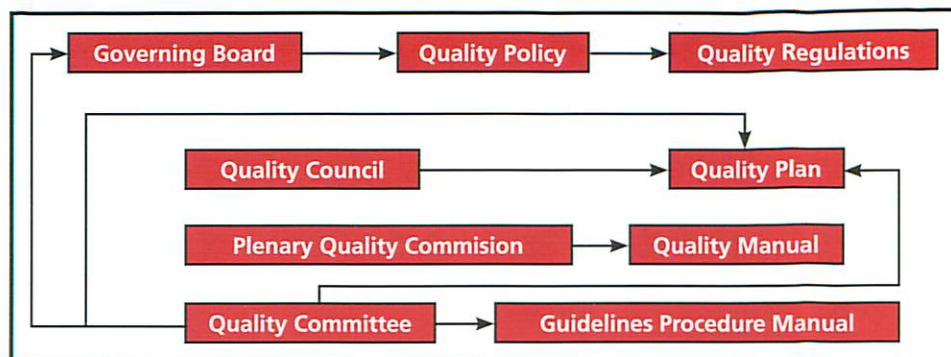 Governing Board
Quality Policy
Quality Regulations
Quality Council
Quality Plan
Plenary Quality Commision
Quality Manual
Quality Committee
Guidelines Procedure Manual